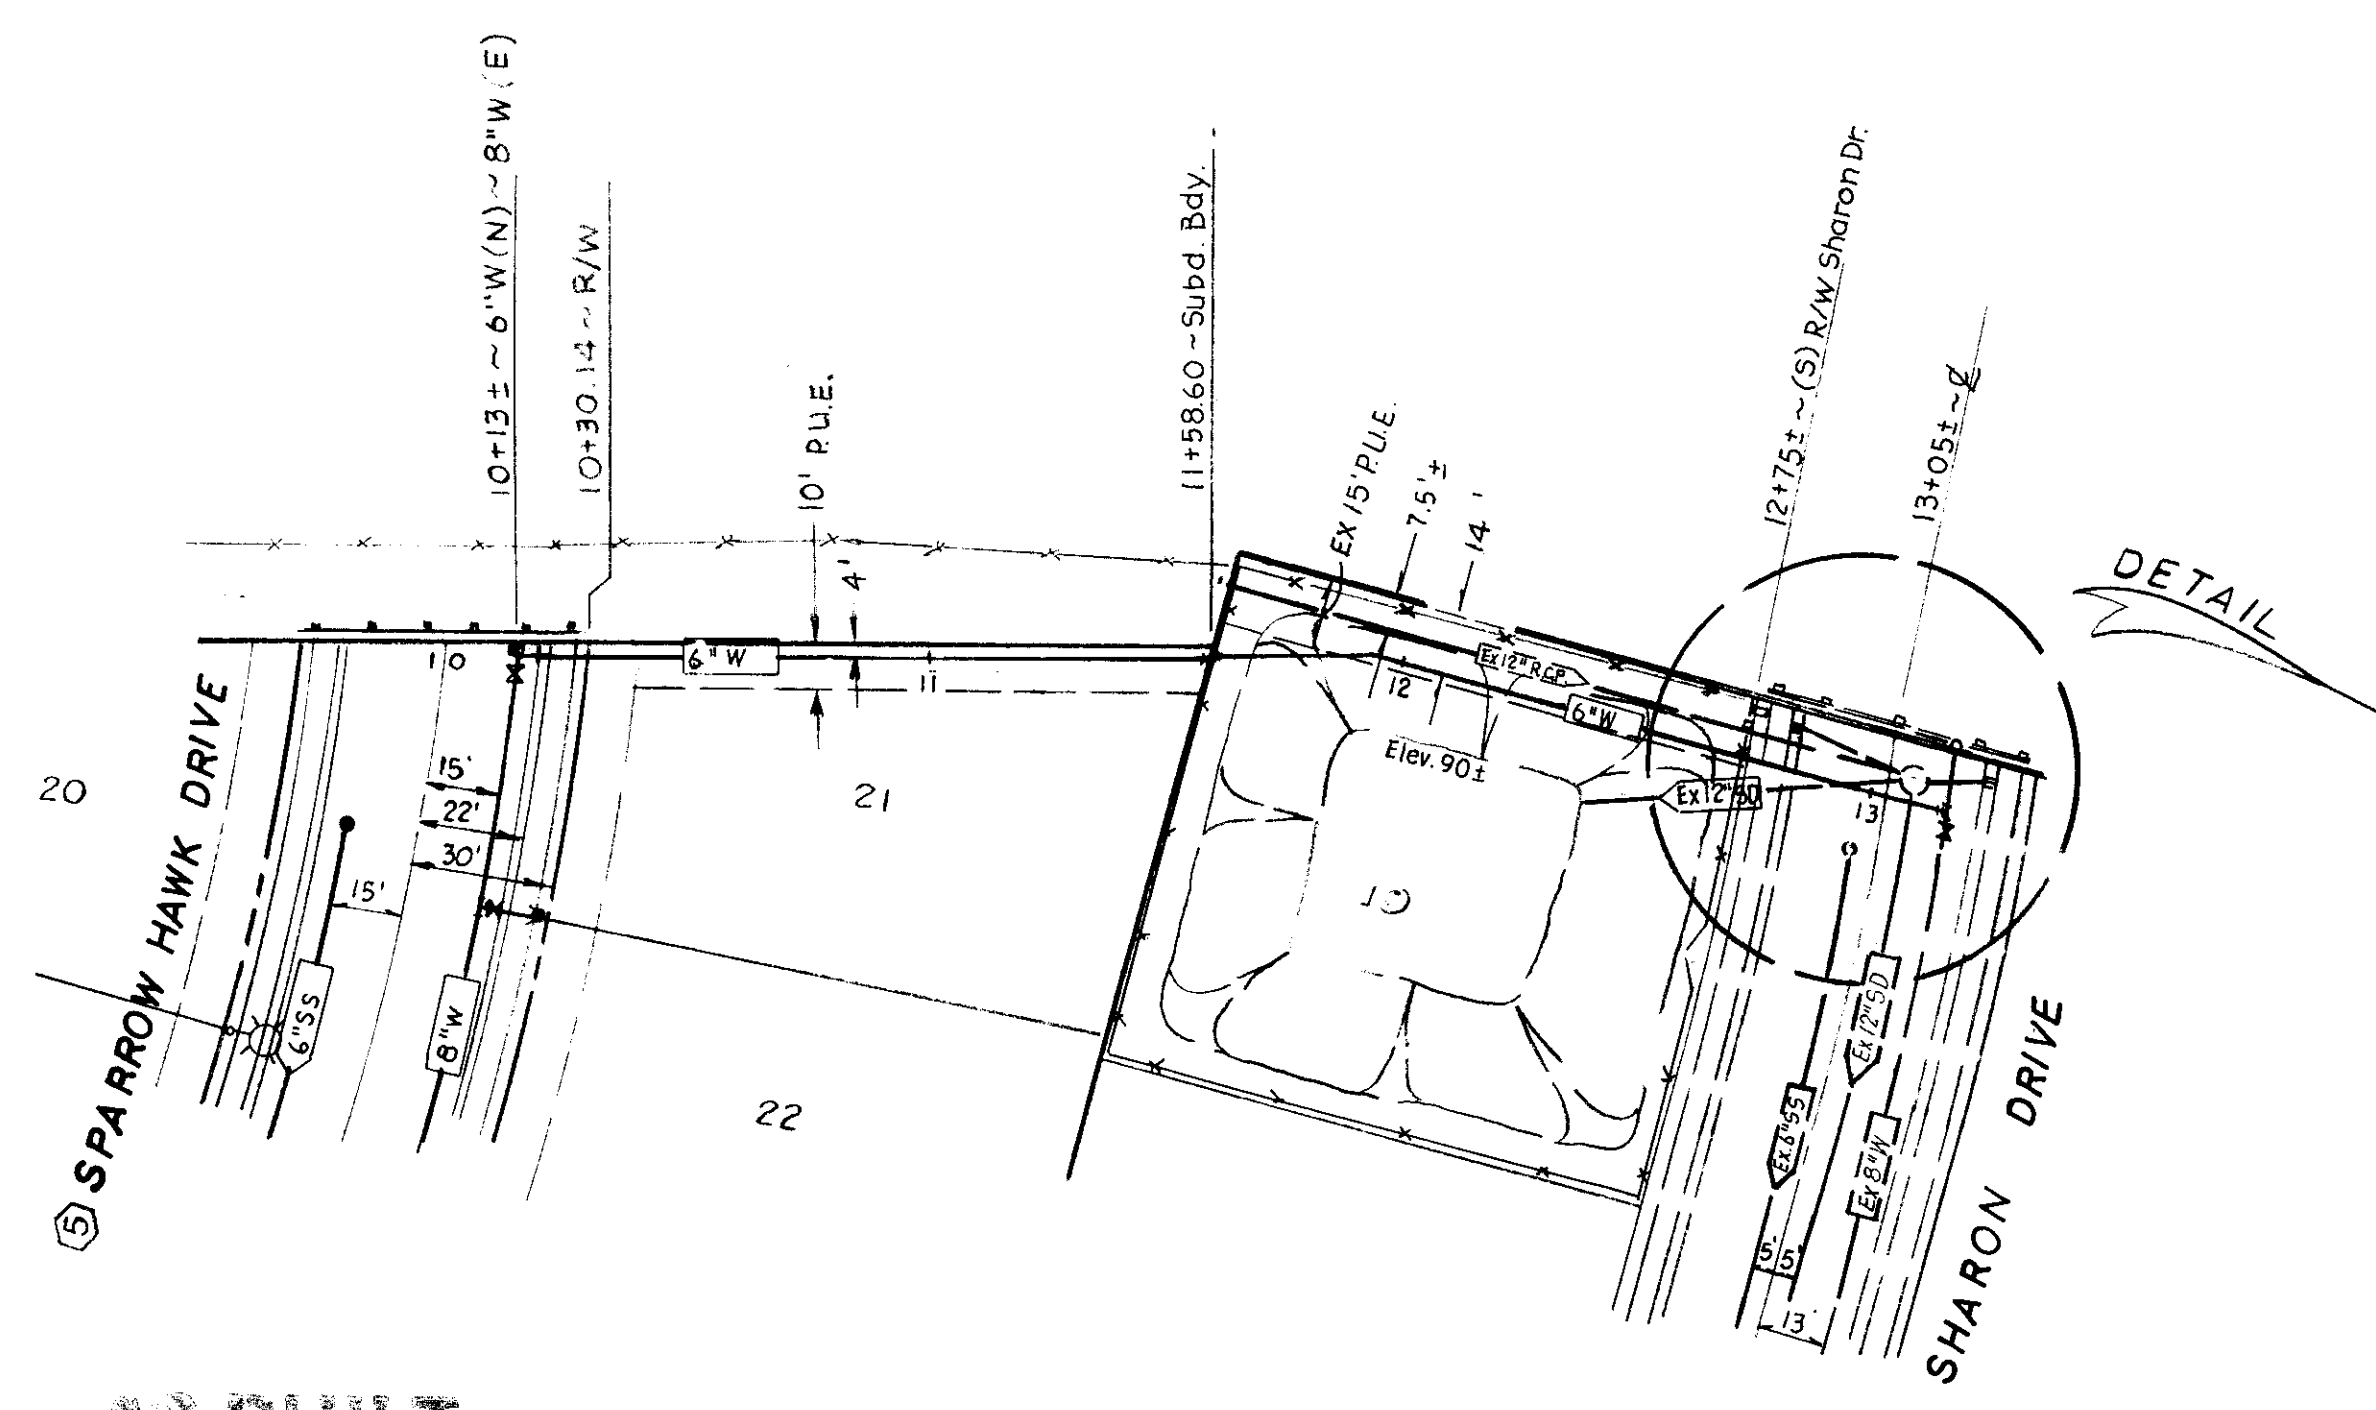 10+13± ~ 6"W(N) ~ 8"W(E)
10+30.14 ~ R/W
10' P.U.E.
4'
11+58.60 ~ Subd. Bdy.
EX 15' P.U.E.
7.5'±
14'
12+75± ~ (S) R/W Sharon Dr.
13+05± ~ ℄
DETAIL
10
6"W
11
12
Ex 12" R.C.P.
6"W
Elev. 90±
Ex 12" SD
13
20
21
22
15'
22'
30'
15'
6"SS
8"W
5 SPARROW HAWK DRIVE
Ex 12" SD
Ex. 6" SS
Ex 8" W
5' 5'
13'
SHARON DRIVE